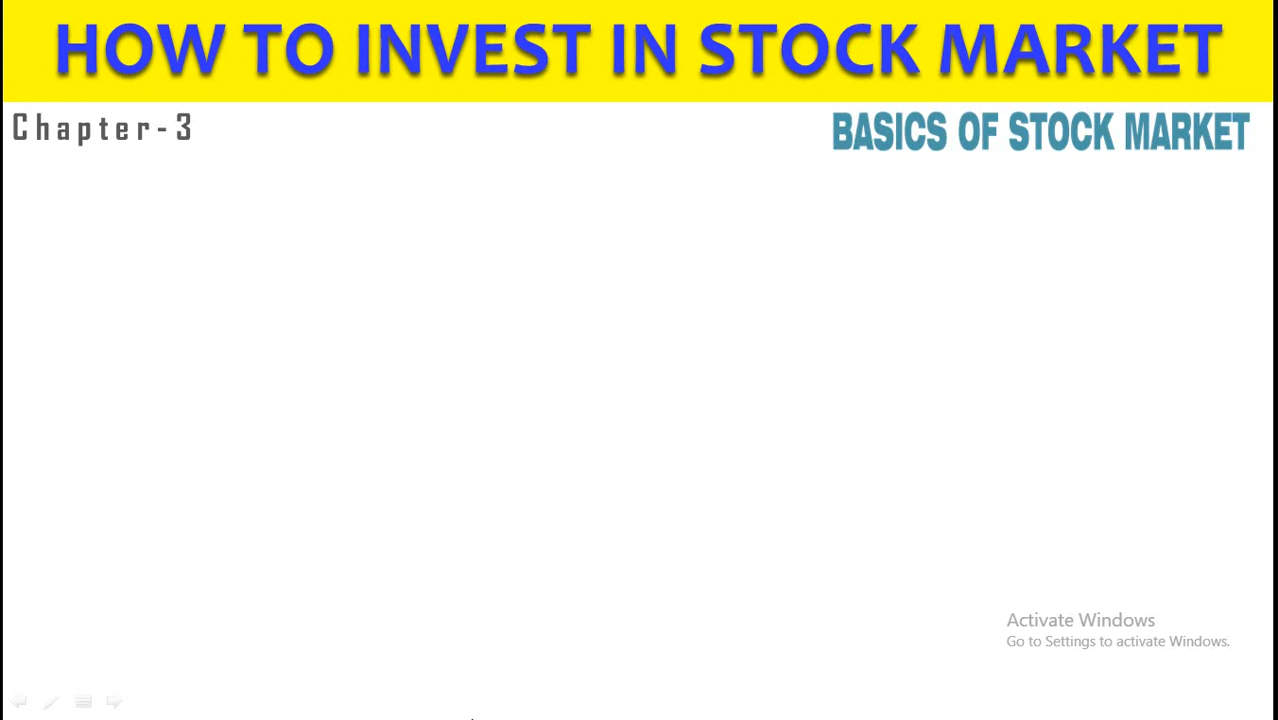 HOW TO INVEST IN STOCK MARKET
Chapter-3
BASICS OF STOCK MARKET
Activate Windows
Go to Settings to activate Windows.